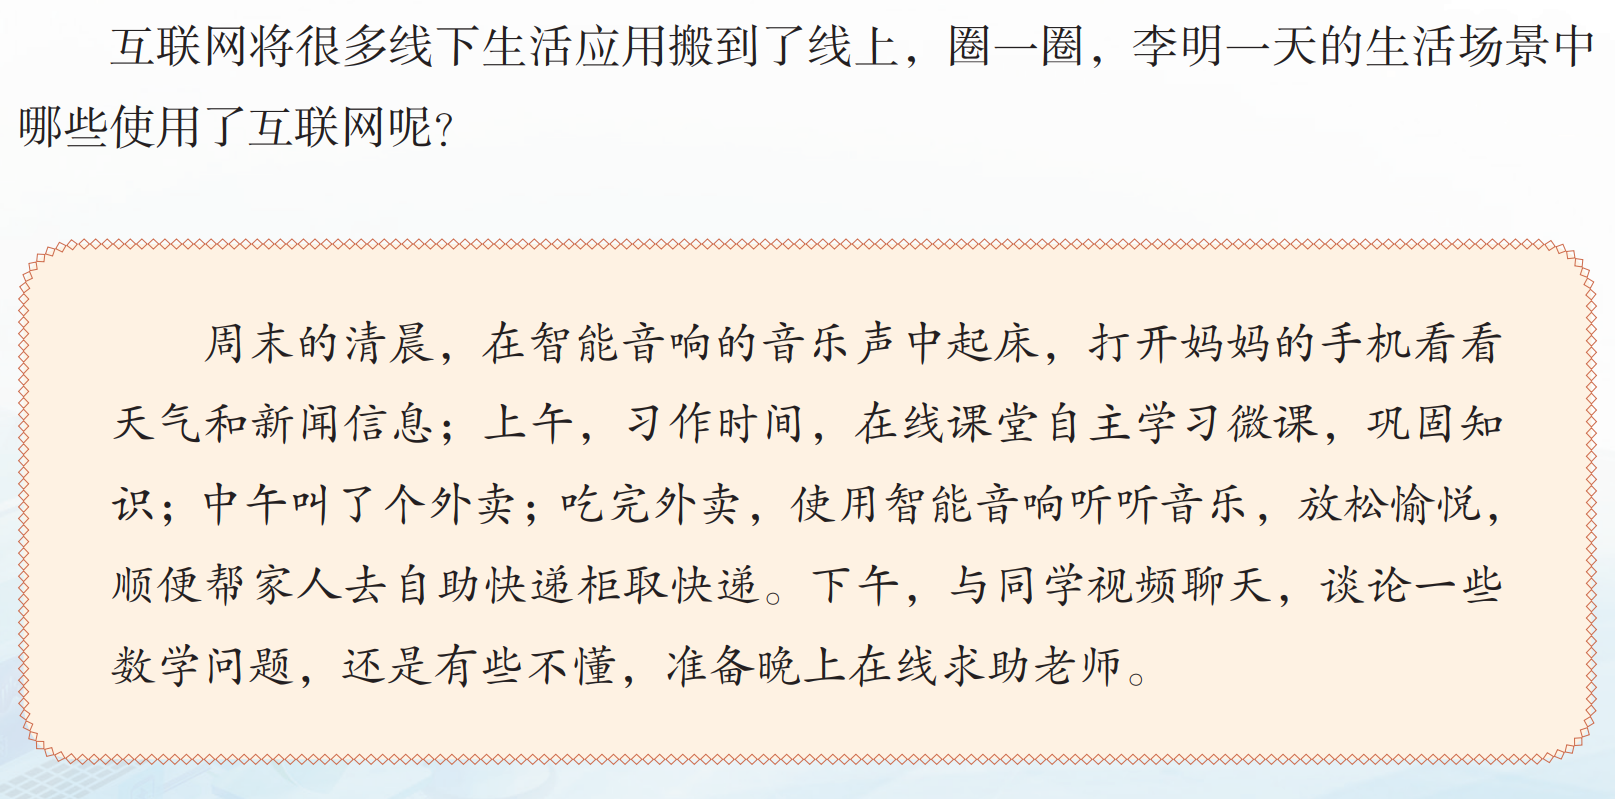 互联网将很多线下生活应用搬到了线上，圈一圈，李明一天的生活场景中
哪些使用了互联网呢？
周末的清晨，在智能音响的音乐声中起床，打开妈妈的手机看看
天气和新闻信息；上午，习作时间，在线课堂自主学习微课，巩固知
识；中午叫了个外卖；吃完外卖，使用智能音响听听音乐，放松愉悦，
顺便帮家人去自助快递柜取快递。下午，与同学视频聊天，谈论一些
数学问题，还是有些不懂，准备晚上在线求助老师。